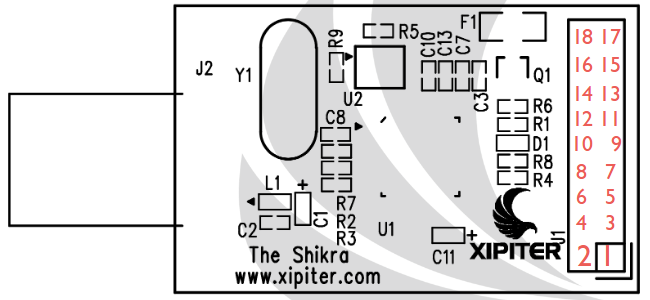 J2
Y1
R9
R5
U2
C10
C13
C7
C3
F1
Q1
18 17
16 15
14 13
12 11
10 9
8 7
6 5
4 3
2 1
J1
R6
R1
D1
R8
R4
C8
R7
R2
R3
L1
C1
C2
U1
C11
XIPITER
The Shikra
www.xipiter.com